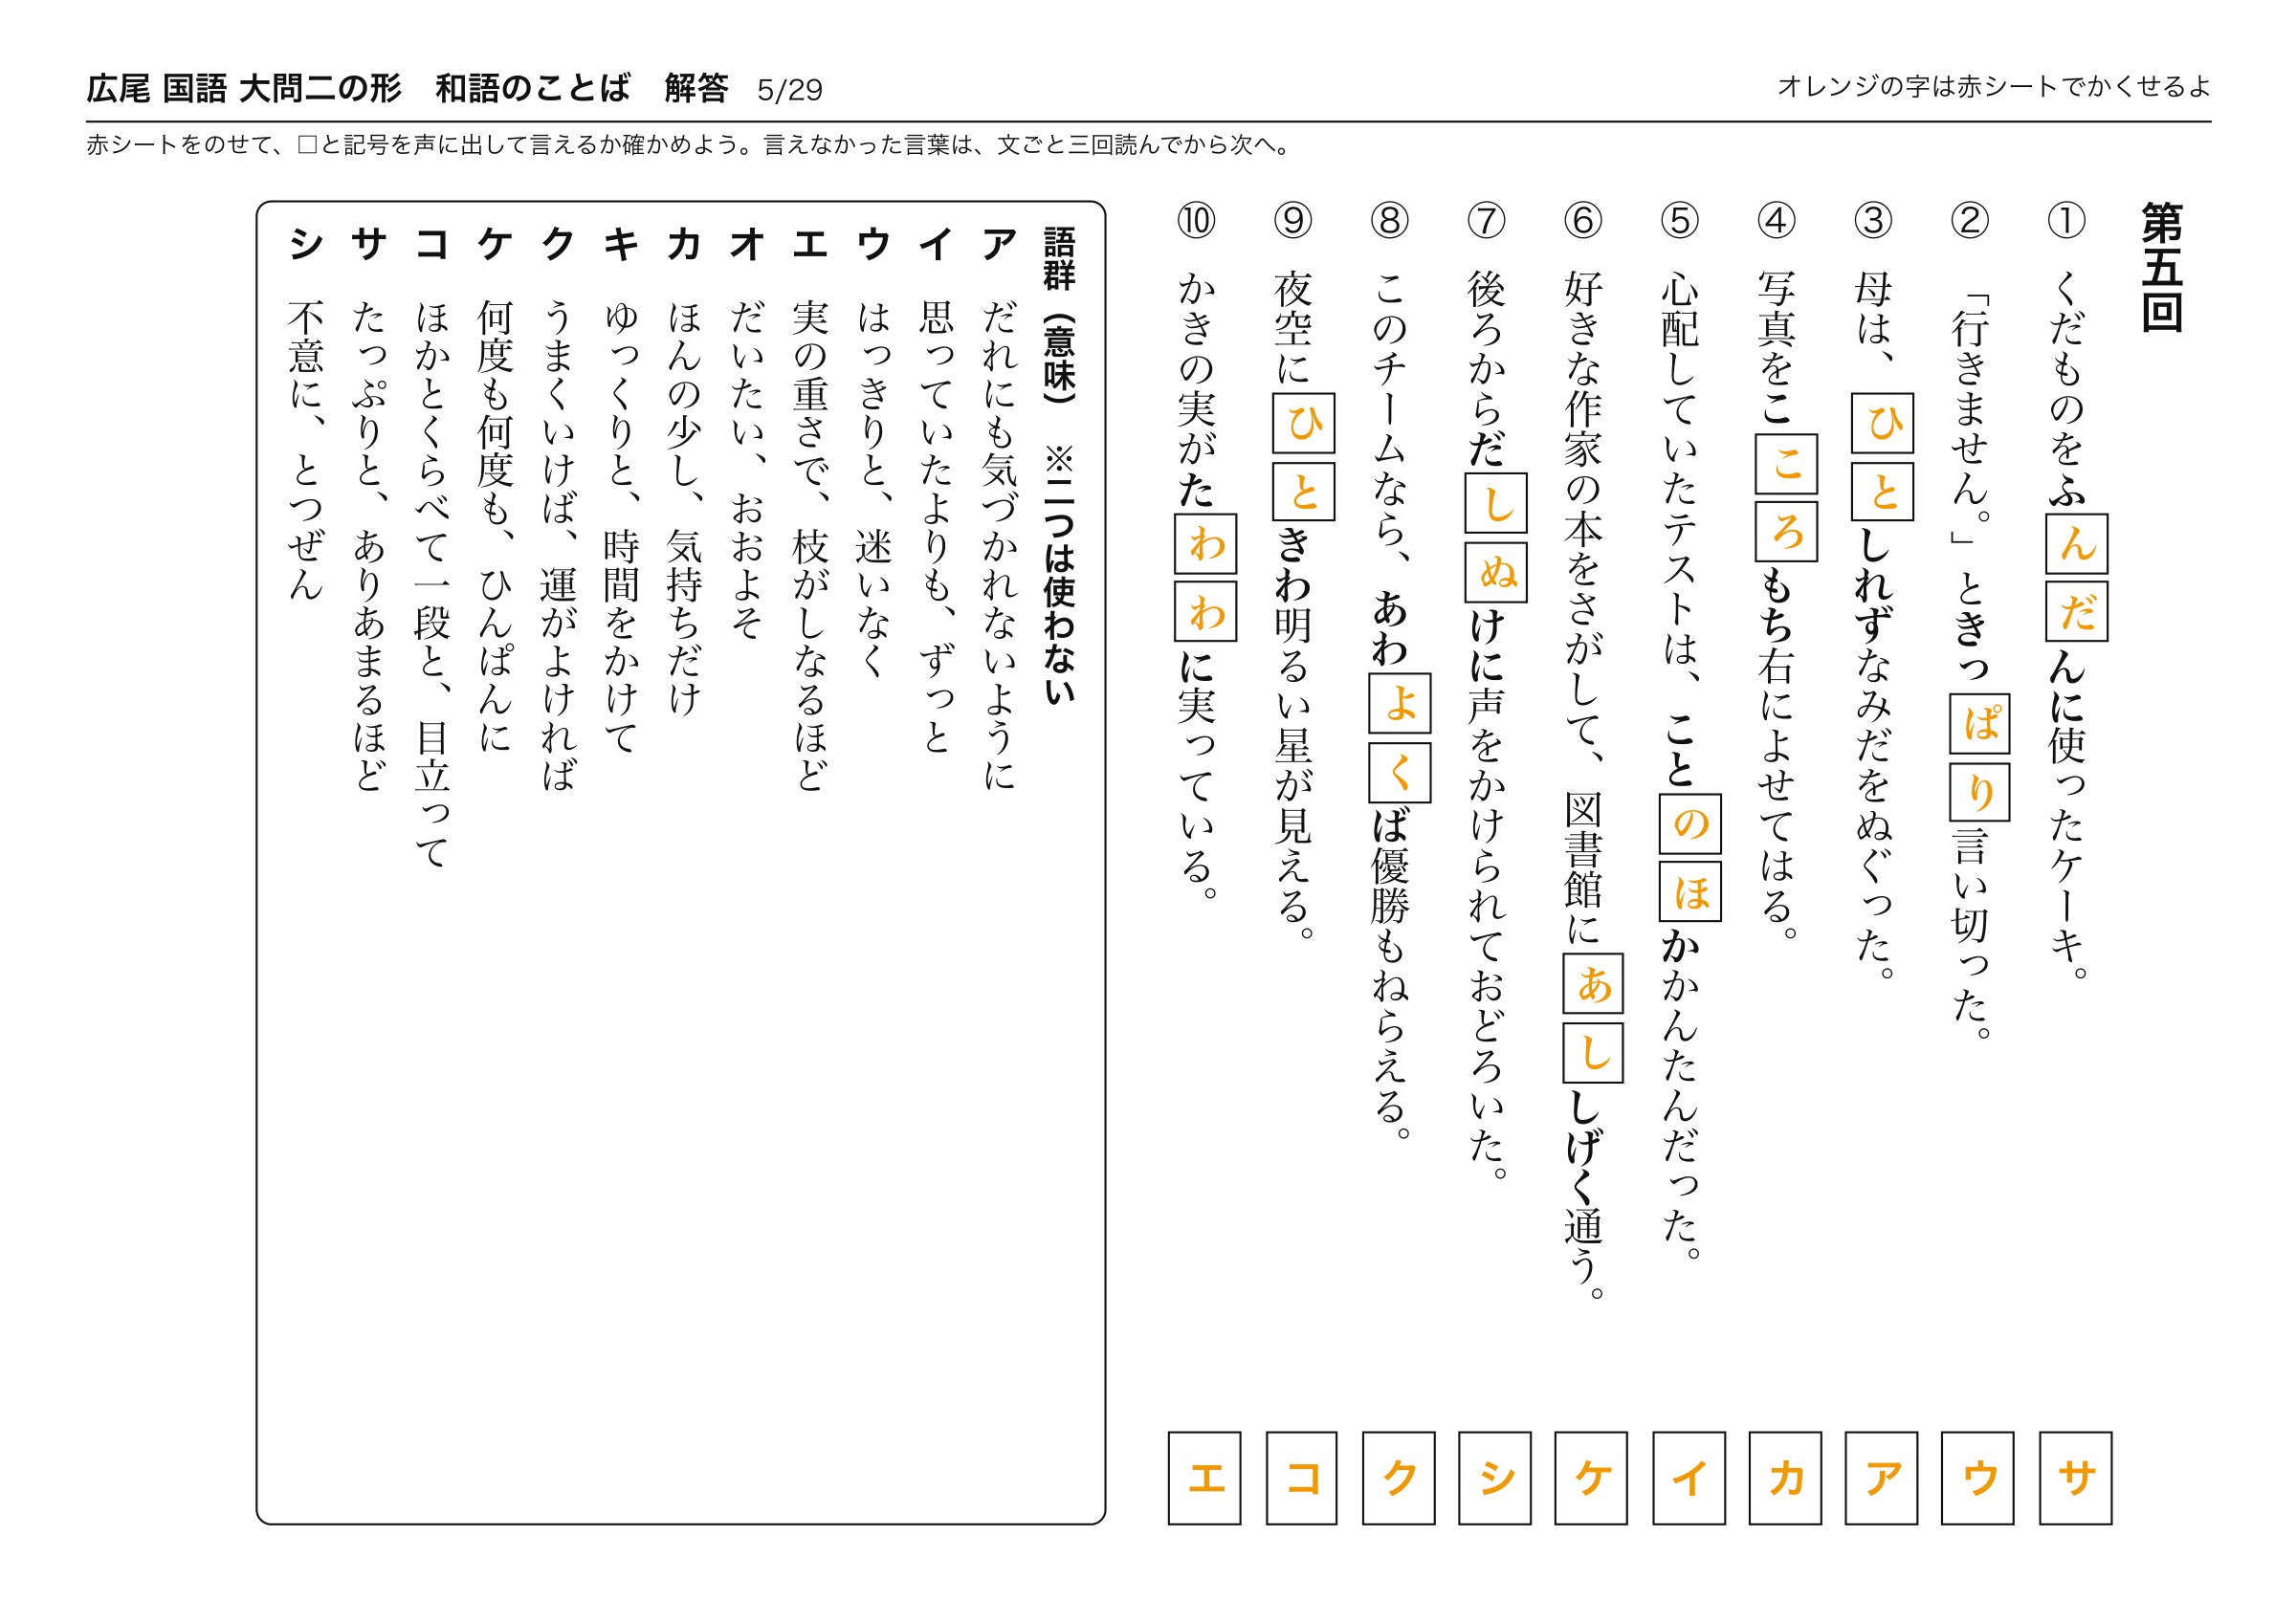 広尾 国語 大問二の形　和語のことば　解答　5/29
オレンジの字は赤シートでかくせるよ
赤シートをのせて、□と記号を声に出して言えるか確かめよう。言えなかった言葉は、文ごと三回読んでから次へ。
第五回
① くだものをふんだんに使ったケーキ。 サ
② 「行きません。」ときっぱり言い切った。 ウ
③ 母は、ひとしれずなみだをぬぐった。 ア
④ 写真をこころもち右によせてはる。 カ
⑤ 心配していたテストは、ことのほかかんたんだった。 イ
⑥ 好きな作家の本をさがして、図書館にあししげく通う。 ケ
⑦ 後ろからだしぬけに声をかけられておどろいた。 シ
⑧ このチームなら、あわよくば優勝もねらえる。 ク
⑨ 夜空にひときわ明るい星が見える。 コ
⑩ かきの実がたわわに実っている。 エ
語群（意味）　※二つは使わない
ア　だれにも気づかれないように
イ　思っていたよりも、ずっと
ウ　はっきりと、迷いなく
エ　実の重さで、枝がしなるほど
オ　だいたい、おおよそ
カ　ほんの少し、気持ちだけ
キ　ゆっくりと、時間をかけて
ク　うまくいけば、運がよければ
ケ　何度も何度も、ひんぱんに
コ　ほかとくらべて一段と、目立って
サ　たっぷりと、ありあまるほど
シ　不意に、とつぜん